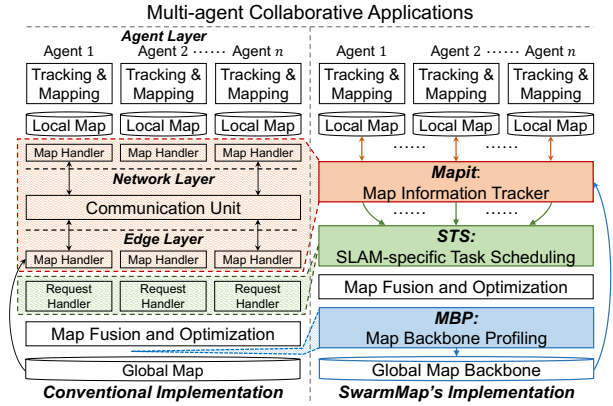 Multi-agent Collaborative Applications
Agent Layer
Agent 1 Agent 2 ······ Agent n
Tracking & Mapping Tracking & Mapping Tracking & Mapping
Local Map Local Map Local Map
Map Handler Map Handler Map Handler
Network Layer
Communication Unit
Edge Layer
Map Handler Map Handler Map Handler
Request Handler Request Handler Request Handler
Map Fusion and Optimization
Global Map
Conventional Implementation
Agent 1 Agent 2 ······ Agent n
Tracking & Mapping Tracking & Mapping Tracking & Mapping
Local Map Local Map Local Map
······ ······
Mapit:
Map Information Tracker
······ ······
STS:
SLAM-specific Task Scheduling
Map Fusion and Optimization
MBP:
Map Backbone Profiling
Global Map Backbone
SwarmMap's Implementation